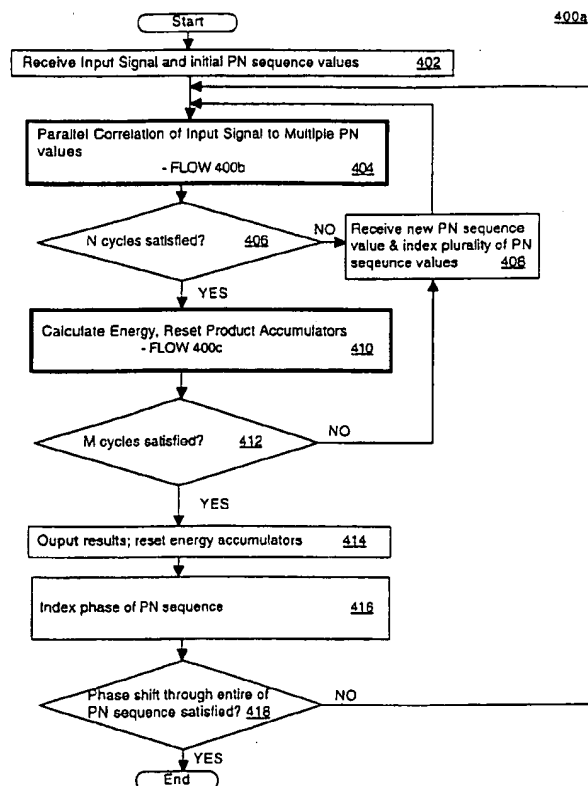 Start
400a
Receive Input Signal and initial PN sequence values 402
Parallel Correlation of Input Signal to Multiple PN
values
- FLOW 400b 404
N cycles satisfied? 406
NO
Receive new PN sequence
value & index plurality of PN
seqeunce values 408
YES
Calculate Energy, Reset Product Accumulators
- FLOW 400c 410
M cycles satisfied? 412
NO
YES
Ouput results; reset energy accumulators 414
Index phase of PN sequence 416
Phase shift through entire of
PN sequence satisfied? 418
NO
YES
End